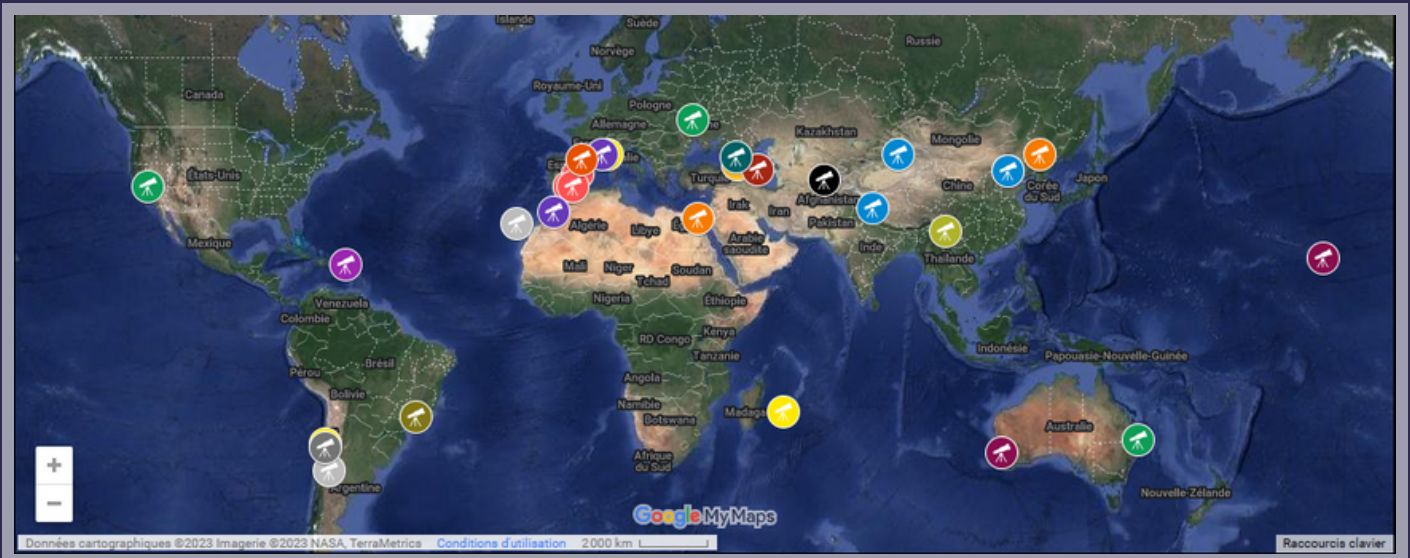 Islande
Suède
Russie
Norvège
Canada
Royaume-Uni
Pologne
Allemagne
Kazakhstan
Mongolie
États-Unis
Turquie
Chine
Corée
du Sud
Japon
Afghanistan
Irak
Iran
Pakistan
Algérie
Libye
Mexique
Arabie
saoudite
Inde
Thaïlande
Mali
Niger
Tchad
Soudan
Venezuela
Nigeria
Éthiopie
Colombie
RD Congo
Kenya
Tanzanie
Indonésie
Papouasie-Nouvelle-Guinée
Brésil
Pérou
Angola
Bolivie
Namibie
Botswana
Madaga
Australie
Afrique
du Sud
Argentine
Nouvelle-Zélande
+
−
Google My Maps
Données cartographiques ©2023 Imagerie ©2023 NASA, TerraMetrics Conditions d'utilisation 2 000 km Raccourcis clavier